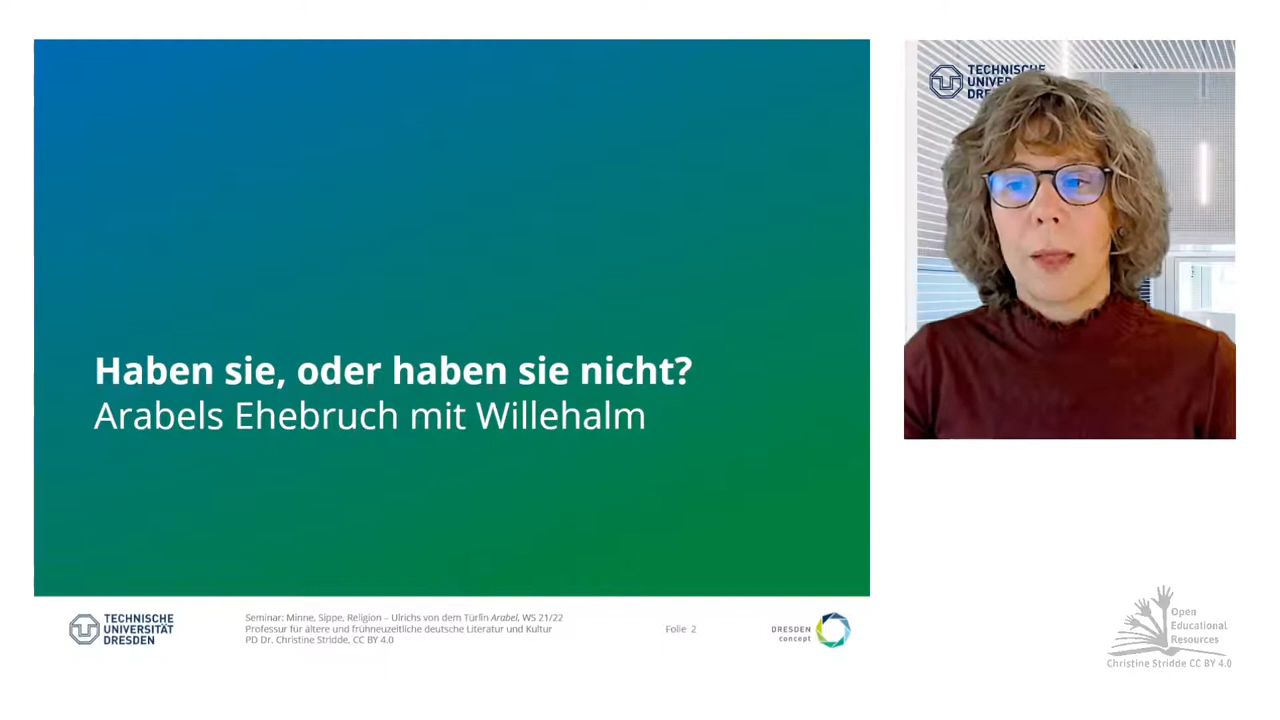 Haben sie, oder haben sie nicht?
Arabels Ehebruch mit Willehalm
TECHNISCHE
UNIVERSITÄT
DRESDEN
Seminar: Minne, Sippe, Religion – Ulrichs von dem Türlin Arabel, WS 21/22
Professur für ältere und frühneuzeitliche deutsche Literatur und Kultur
PD Dr. Christine Stridde, CC BY 4.0
Folie 2
DRESDEN
concept
TECHNISCHE
UNIVER
DRE
Open
Educational
Resources
Christine Stridde CC BY 4.0